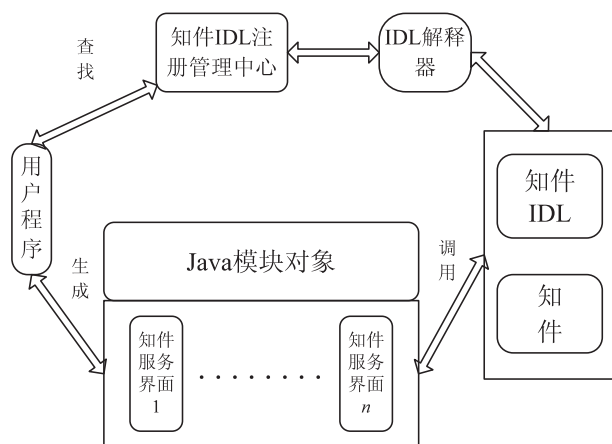 查找
知件IDL注
册管理中心
IDL解释
器
用户程序
知件
IDL
知
件
生成
Java模块对象
调用
知件
服务
界面
1
........
知件
服务
界面
n